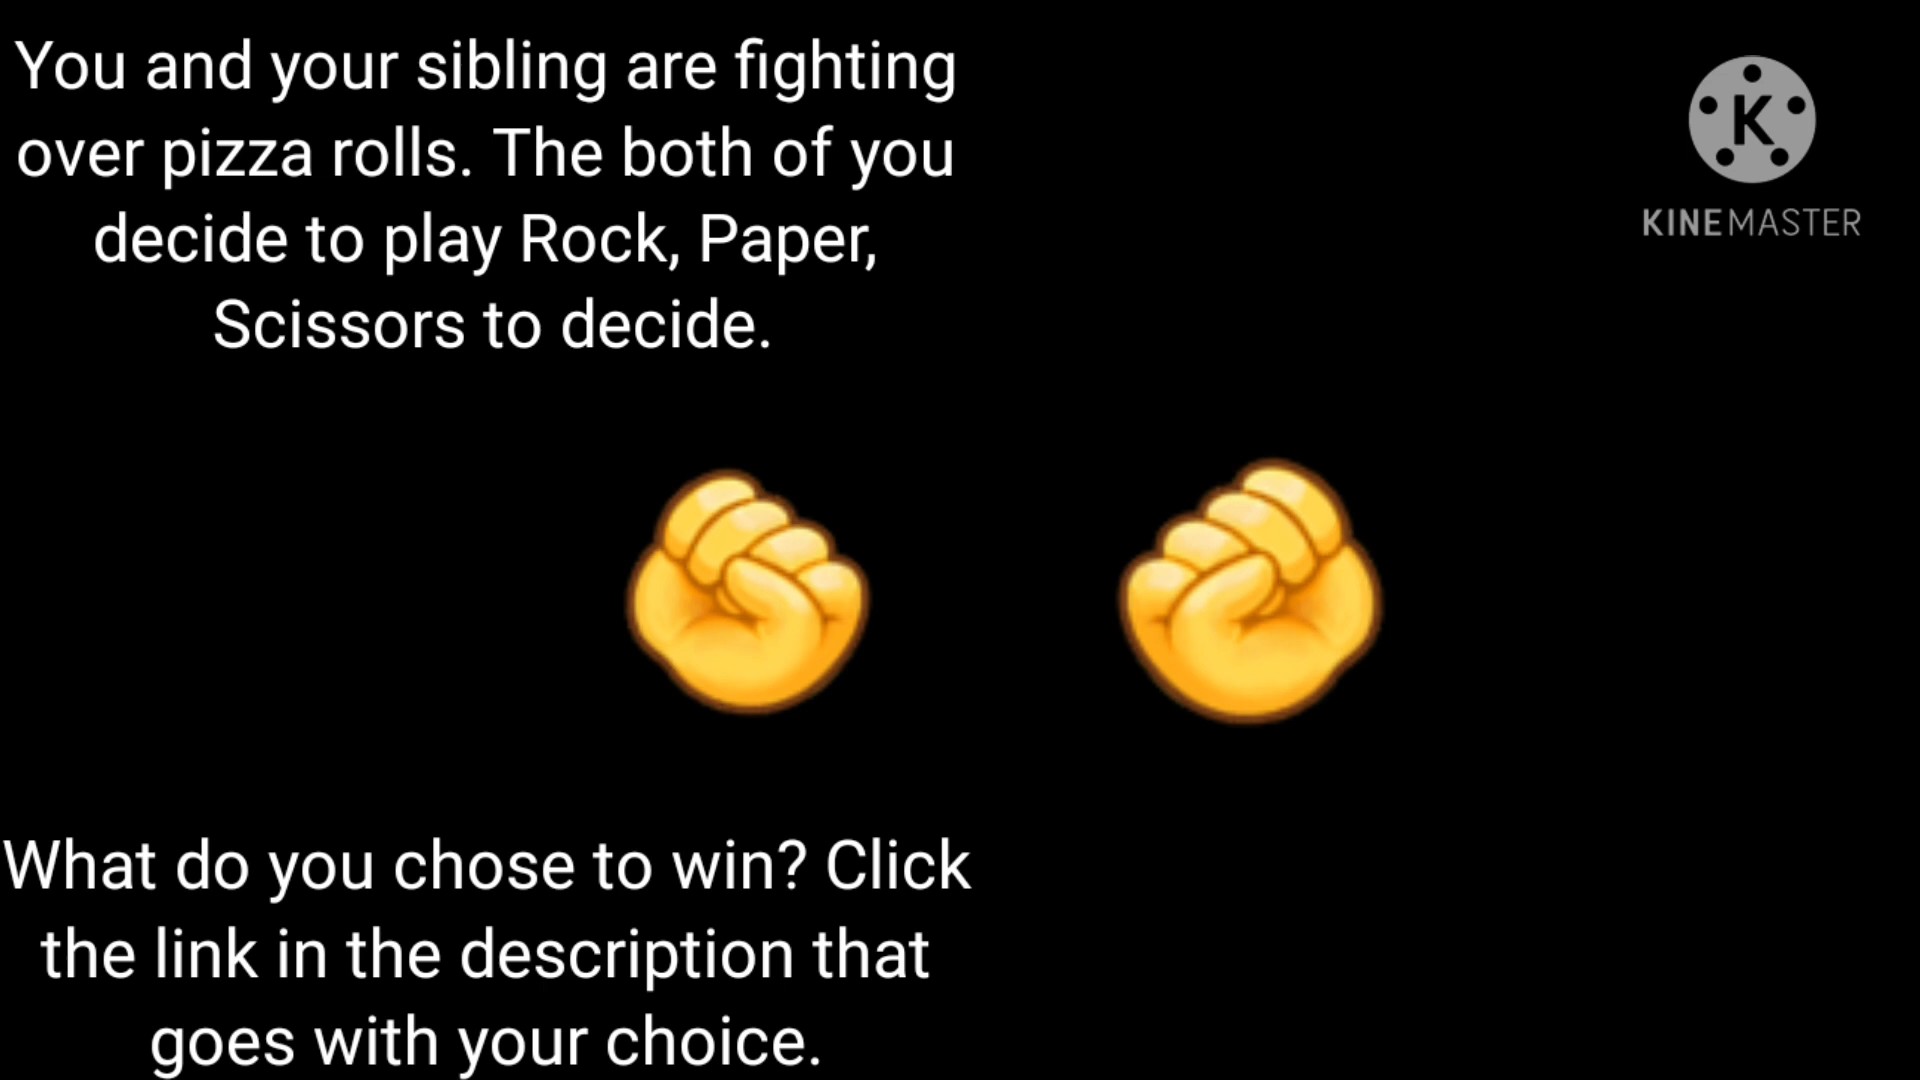 You and your sibling are fighting
over pizza rolls. The both of you
decide to play Rock, Paper,
Scissors to decide.
K
KINEMASTER
What do you chose to win? Click
the link in the description that
goes with your choice.